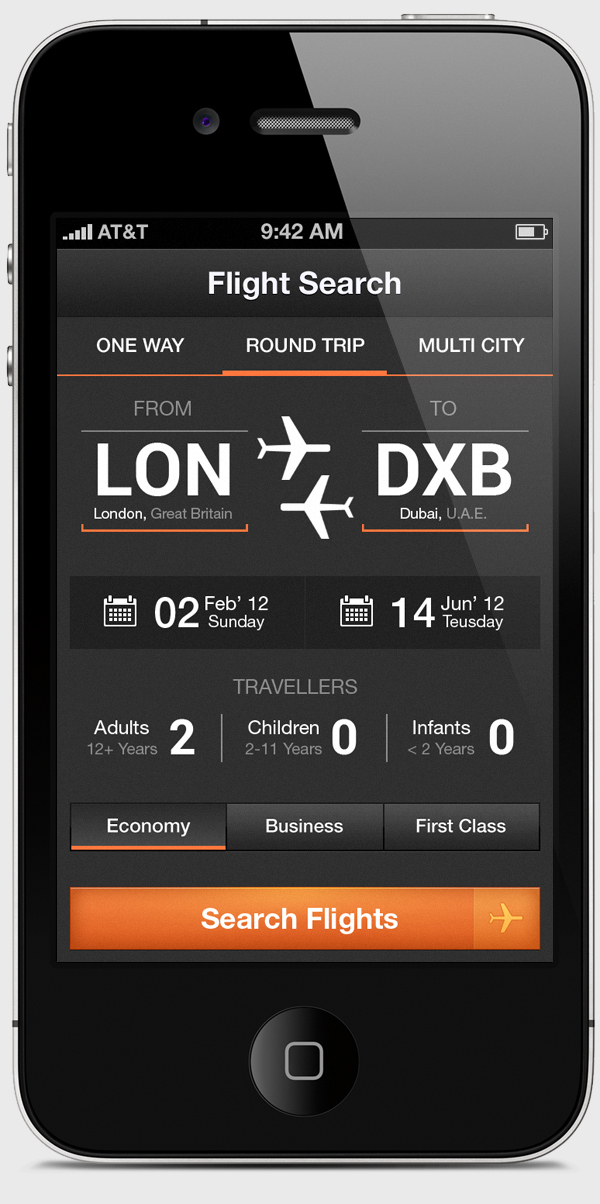 AT&T 9:42 AM
Flight Search
ONE WAY ROUND TRIP MULTI CITY
FROM TO
LON DXB
London, Great Britain Dubai, U.A.E.
02 Feb’ 12 Sunday 14 Jun’ 12 Teusday
TRAVELLERS
Adults 12+ Years 2 Children 2-11 Years 0 Infants < 2 Years 0
Economy Business First Class
Search Flights